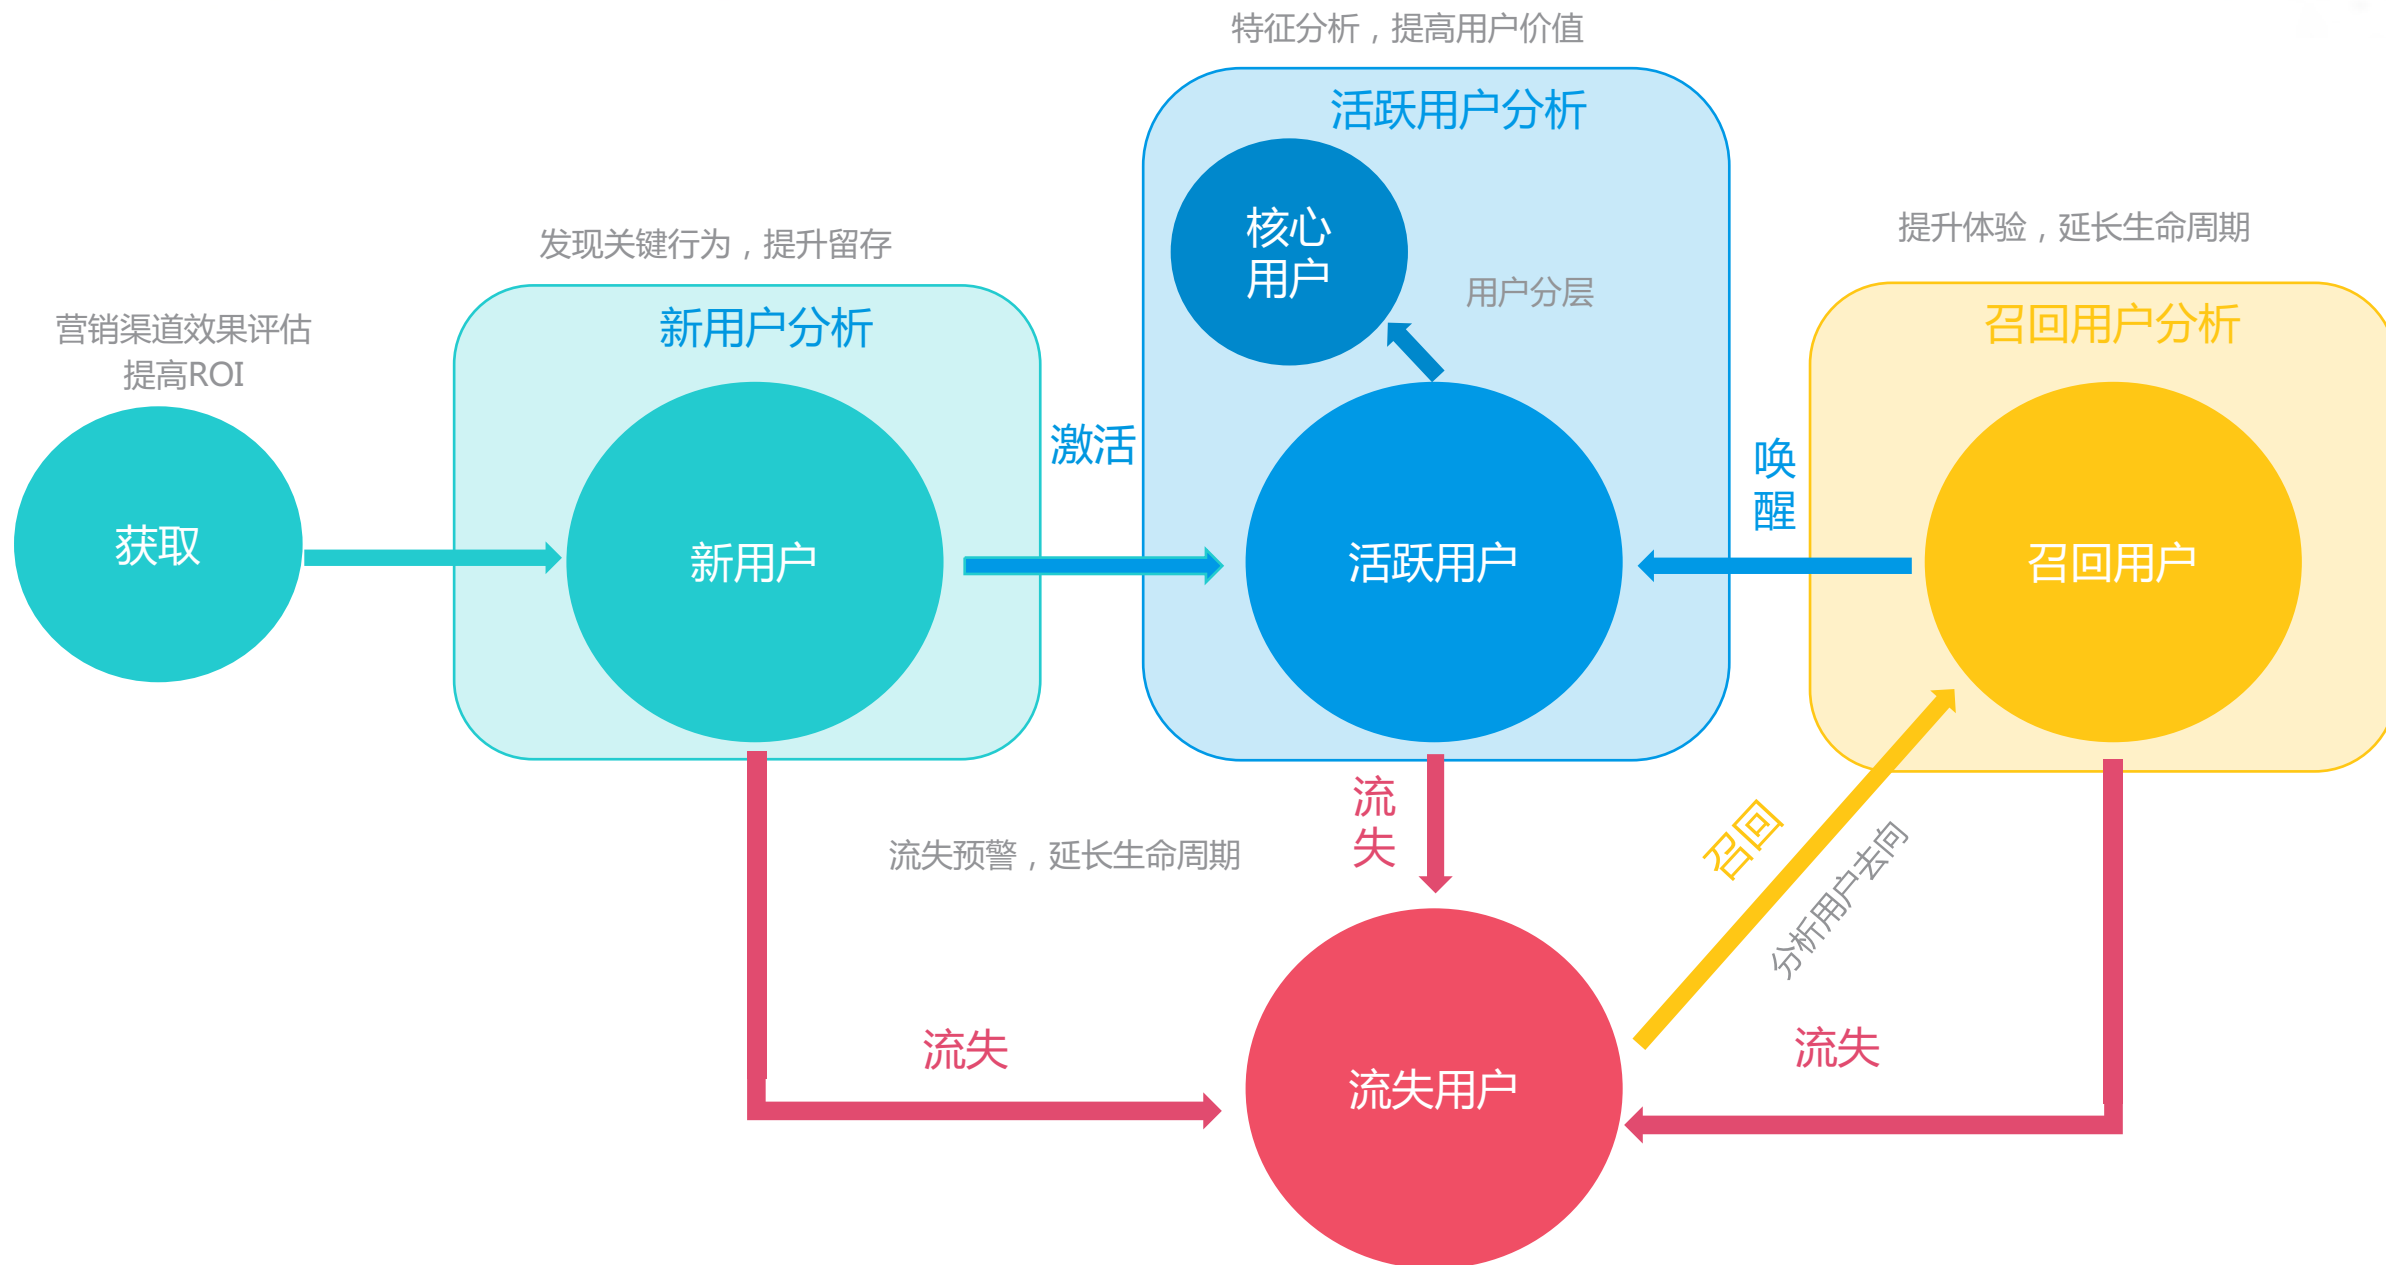 特征分析，提高用户价值
活跃用户分析
核心
用户
用户分层
发现关键行为，提升留存
提升体验，延长生命周期
营销渠道效果评估
提高ROI
新用户分析
召回用户分析
激活
唤
醒
获取
新用户
活跃用户
召回用户
流
失
流失预警，延长生命周期
召回
分析用户去向
流失
流失
流失用户